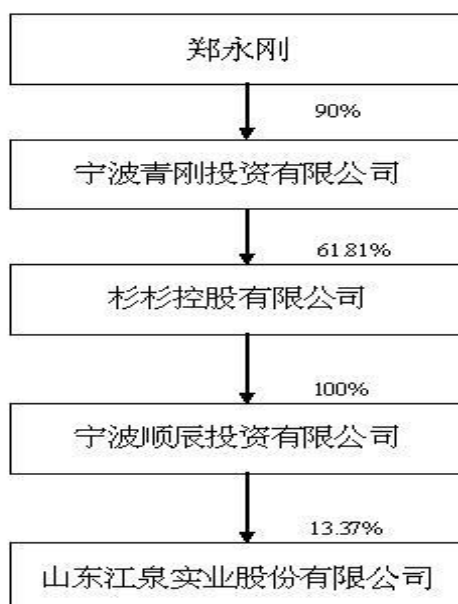 郑永刚
90%
宁波青刚投资有限公司
61.81%
杉杉控股有限公司
100%
宁波顺辰投资有限公司
13.37%
山东江泉实业股份有限公司